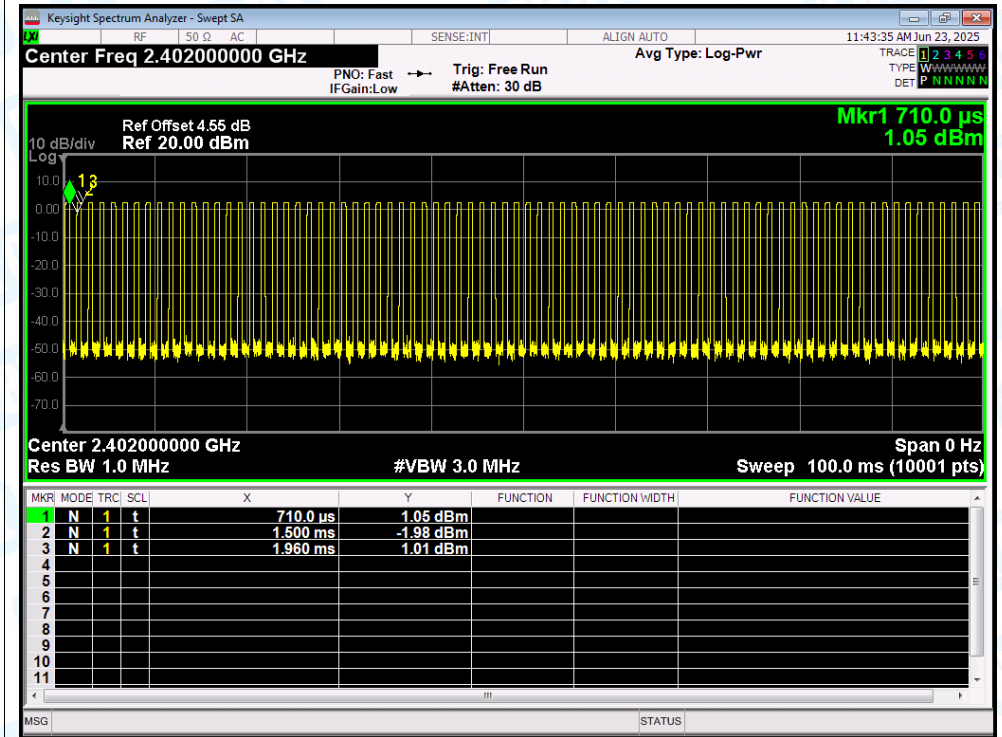 Keysight Spectrum Analyzer - Swept SA
LXI RF 50 Ω AC SENSE:INT ALIGN AUTO 11:43:35 AM Jun 23, 2025
Center Freq 2.402000000 GHz Avg Type: Log-Pwr TRACE 1 2 3 4 5 6
PNO: Fast Trig: Free Run TYPE WWWWWW
IFGain:Low #Atten: 30 dB DET P N N N N N
Mkr1 710.0 µs
Ref Offset 4.55 dB
10 dB/div Ref 20.00 dBm 1.05 dBm
Log
10.0
1 3
2
0.00
-10.0
-20.0
-30.0
-40.0
-50.0
-60.0
-70.0
Center 2.402000000 GHz Span 0 Hz
Res BW 1.0 MHz #VBW 3.0 MHz Sweep 100.0 ms (10001 pts)
MKR MODE TRC SCL X Y FUNCTION FUNCTION WIDTH FUNCTION VALUE
1 N 1 t 710.0 µs 1.05 dBm
2 N 1 t 1.500 ms -1.98 dBm
3 N 1 t 1.960 ms 1.01 dBm
4
5
6
7
8
9
10
11
MSG STATUS